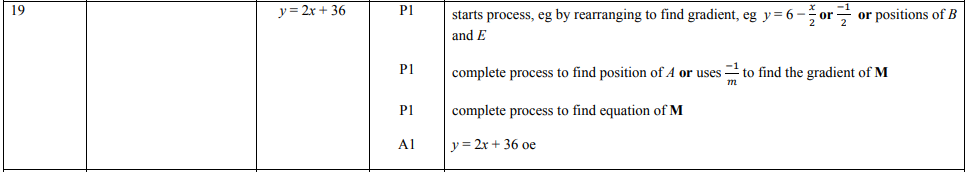 19 y = 2x + 36 P1 starts process, eg by rearranging to find gradient, eg y = 6 − x/2 or −1/2 or positions of B
and E
P1 complete process to find position of A or uses −1/m to find the gradient of M
P1 complete process to find equation of M
A1 y = 2x + 36 oe